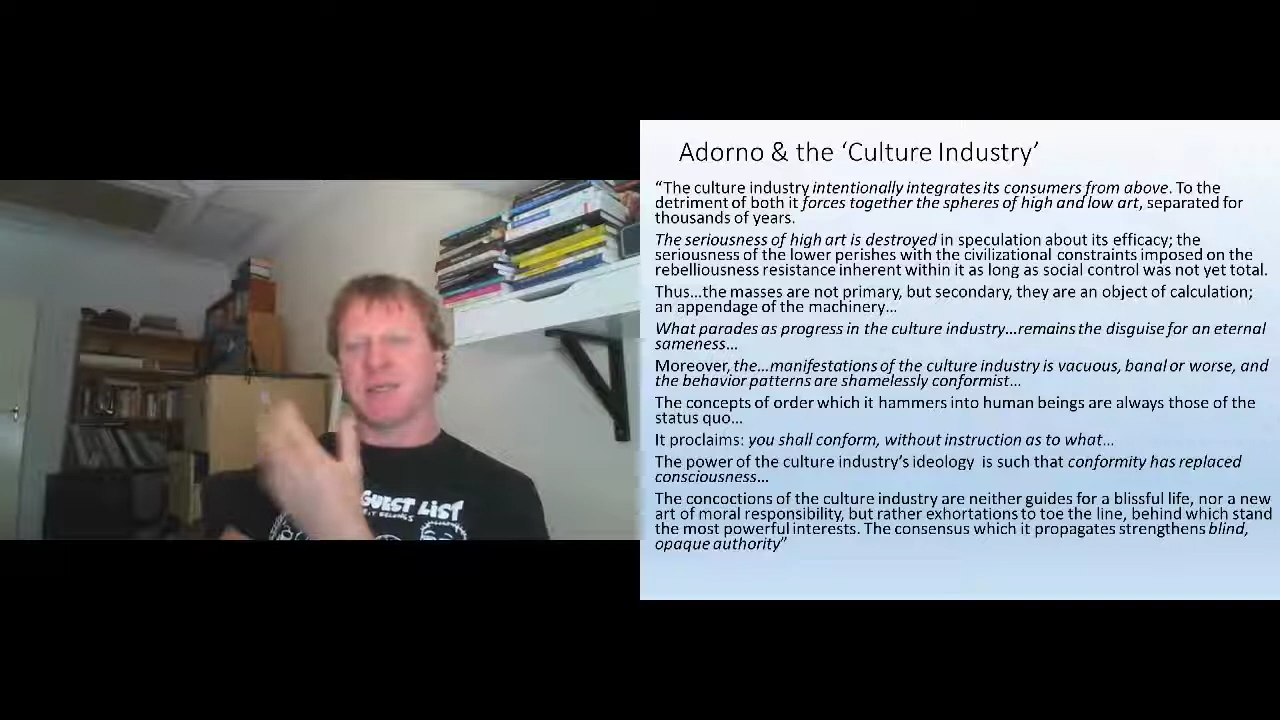 Adorno & the ‘Culture Industry’
“The culture industry intentionally integrates its consumers from above. To the
detriment of both it forces together the spheres of high and low art, separated for
thousands of years.
The seriousness of high art is destroyed in speculation about its efficacy; the
seriousness of the lower perishes with the civilizational constraints imposed on the
rebelliousness resistance inherent within it as long as social control was not yet total.
Thus…the masses are not primary, but secondary, they are an object of calculation;
an appendage of the machinery…
What parades as progress in the culture industry…remains the disguise for an eternal
sameness…
Moreover, the…manifestations of the culture industry is vacuous, banal or worse, and
the behavior patterns are shamelessly conformist…
The concepts of order which it hammers into human beings are always those of the
status quo…
It proclaims: you shall conform, without instruction as to what…
The power of the culture industry’s ideology is such that conformity has replaced
consciousness…
The concoctions of the culture industry are neither guides for a blissful life, nor a new
art of moral responsibility, but rather exhortations to toe the line, behind which stand
the most powerful interests. The consensus which it propagates strengthens blind,
opaque authority”
GUEST LiST